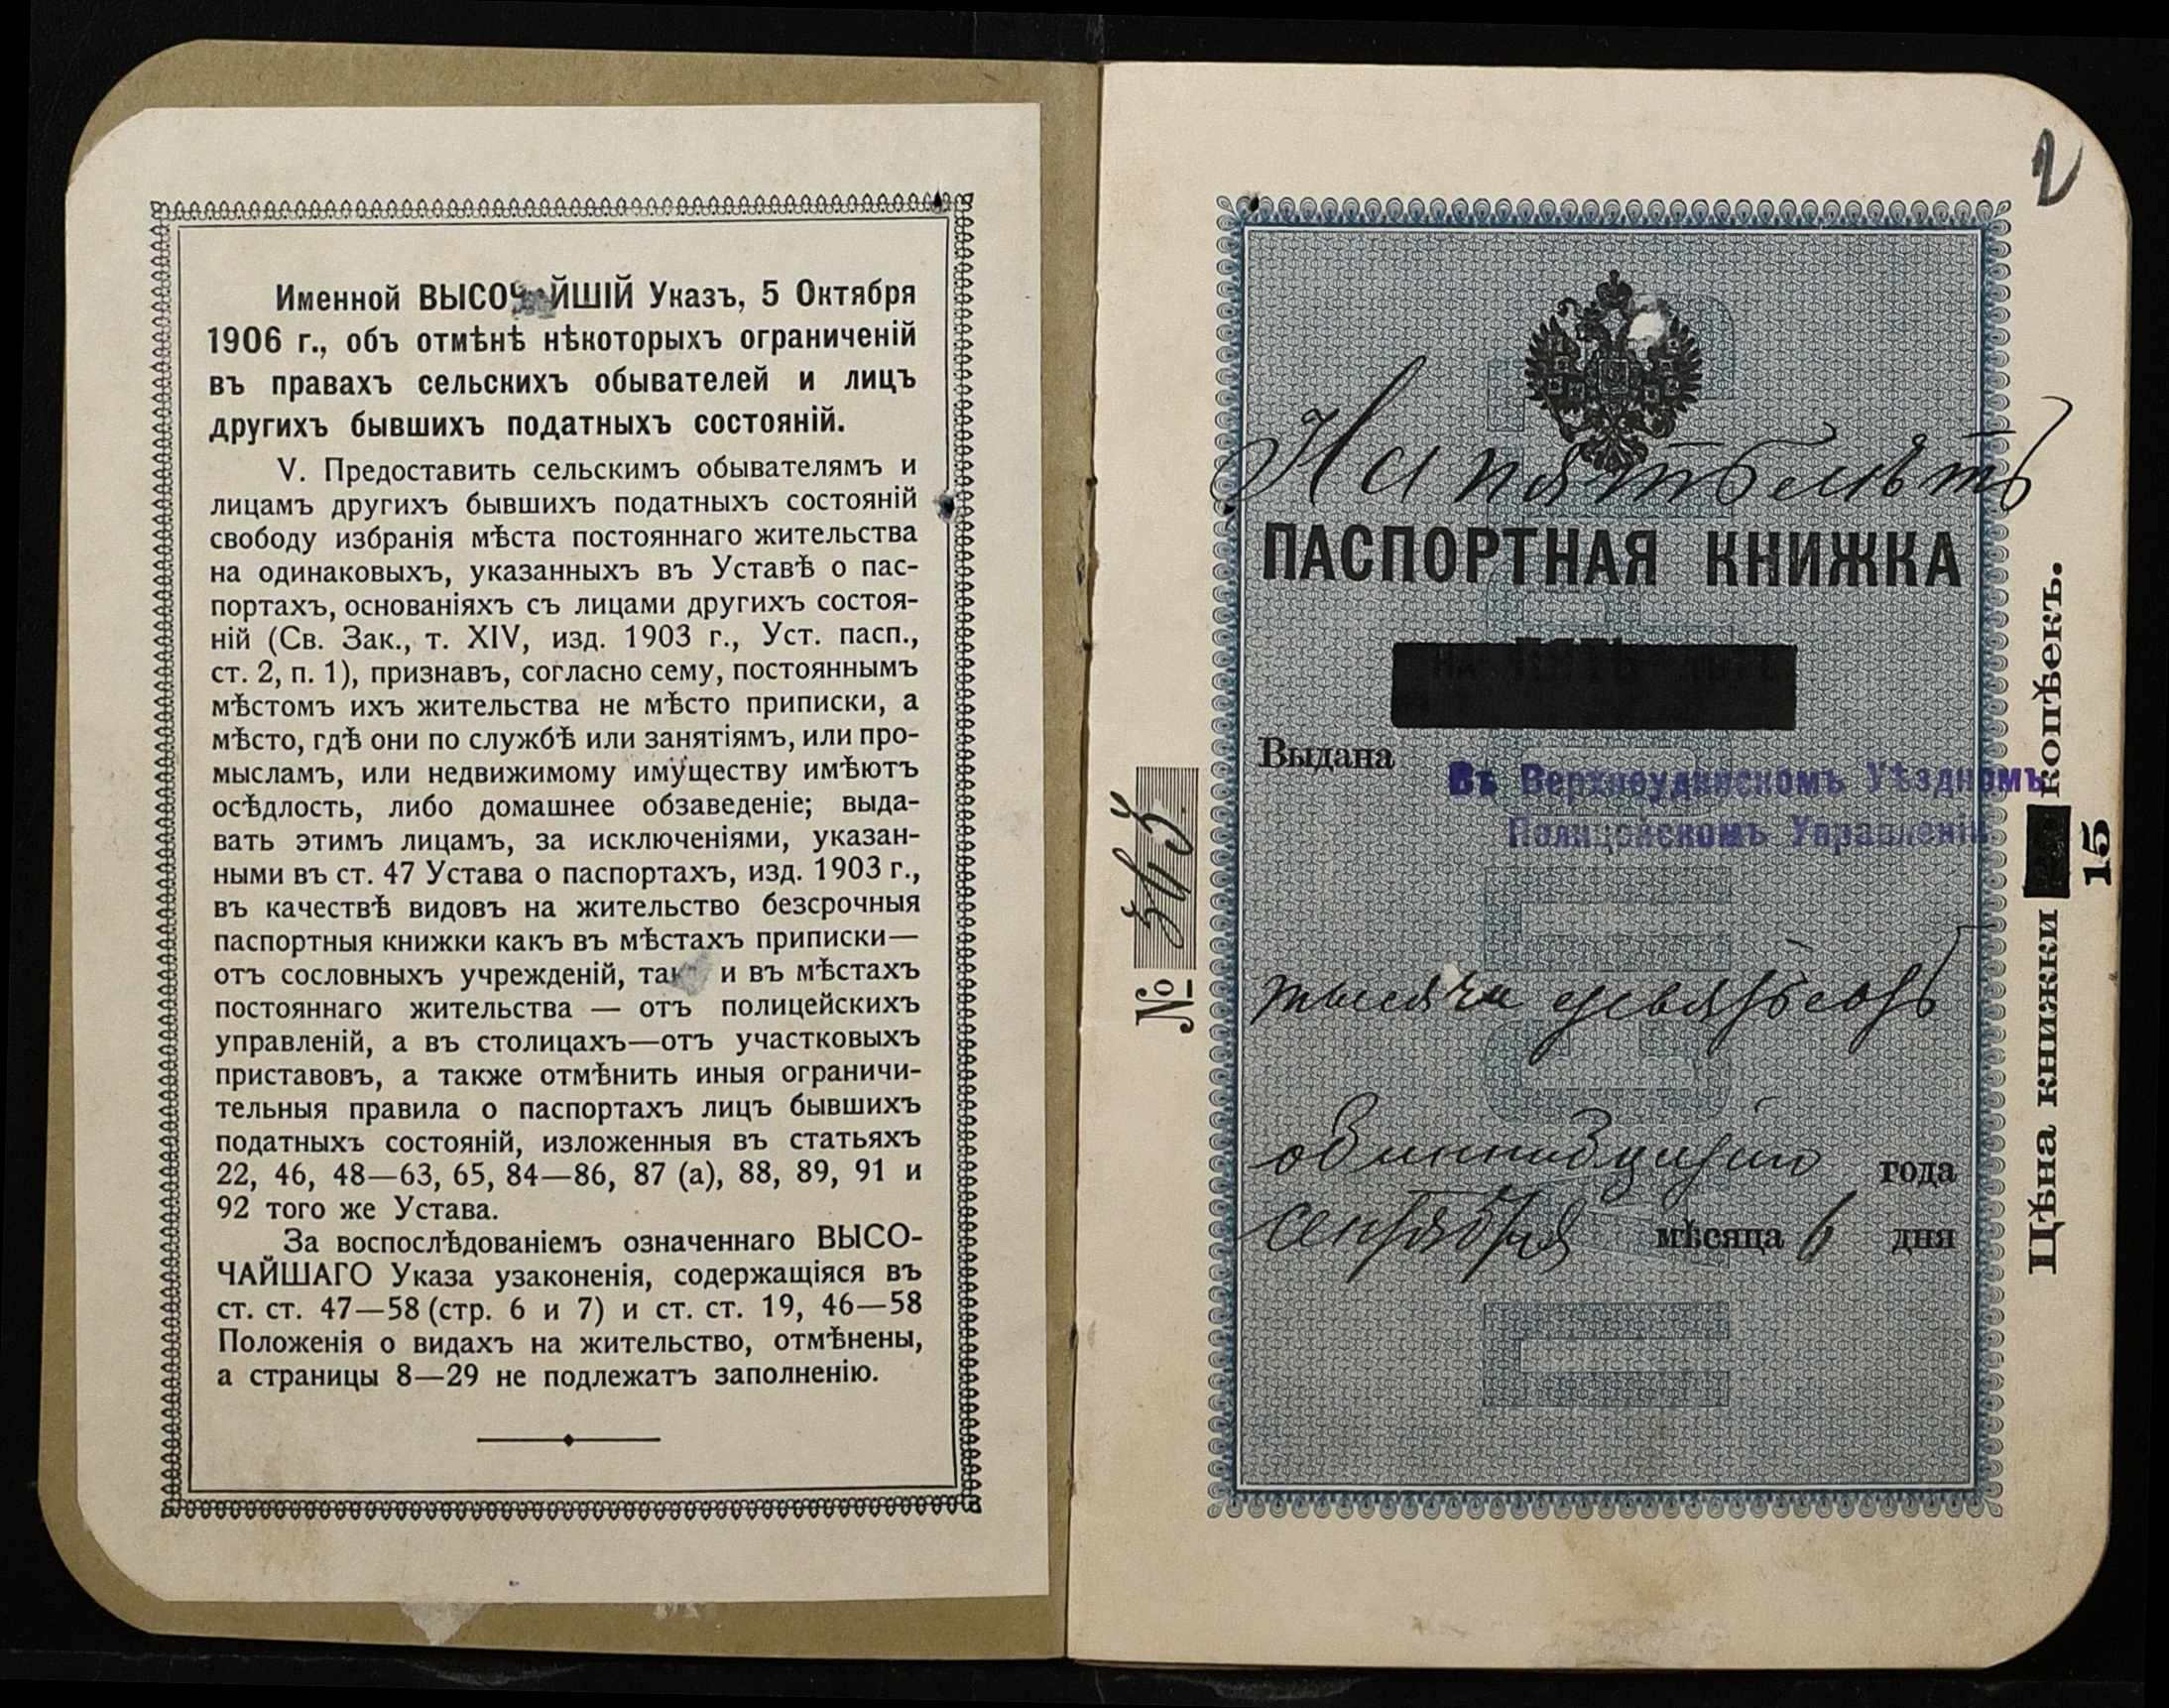 Именной ВЫСОЧАЙШІЙ Указъ, 5 Октября
1906 г., объ отмѣнѣ нѣкоторыхъ ограниченій
въ правахъ сельскихъ обывателей и лицъ
другихъ бывшихъ податныхъ состояній.
V. Предоставить сельскимъ обывателямъ и
лицамъ другихъ бывшихъ податныхъ состояній
свободу избранія мѣста постояннаго жительства
на одинаковыхъ, указанныхъ въ Уставѣ о пас-
портахъ, основаніяхъ съ лицами другихъ состоя-
ній (Св. Зак., т. XIV, изд. 1903 г., Уст. пасп.,
ст. 2, п. 1), признавъ, согласно сему, постояннымъ
мѣстомъ ихъ жительства не мѣсто приписки, а
мѣсто, гдѣ они по службѣ или занятіямъ, или про-
мысламъ, или недвижимому имуществу имѣютъ
осѣдлость, либо домашнее обзаведеніе; выда-
вать этимъ лицамъ, за исключеніями, указан-
ными въ ст. 47 Устава о паспортахъ, изд. 1903 г.,
въ качествѣ видовъ на жительство безсрочныя
паспортныя книжки какъ въ мѣстахъ приписки—
отъ сословныхъ учрежденій, такъ и въ мѣстахъ
постояннаго жительства — отъ полицейскихъ
управленій, а въ столицахъ—отъ участковыхъ
приставовъ, а также отмѣнить иныя ограничи-
тельныя правила о паспортахъ лицъ бывшихъ
податныхъ состояній, изложенныя въ статьяхъ
22, 46, 48—63, 65, 84—86, 87 (а), 88, 89, 91 и
92 того же Устава.
За воспослѣдованіемъ означеннаго ВЫСО-
ЧАЙШАГО Указа узаконенія, содержащіяся въ
ст. ст. 47—58 (стр. 6 и 7) и ст. ст. 19, 46—58
Положенія о видахъ на жительство, отмѣнены,
а страницы 8—29 не подлежатъ заполненію.
2
На пять лѣтъ
ПАСПОРТНАЯ КНИЖКА
Выдана
Въ Верхнеудинскомъ Уѣздномъ
Полицейскомъ Управленіи
тысяча девятьсотъ
одиннадцатаго года
сентября мѣсяца 6 дня
№
Цѣна книжки 15 копѣекъ.